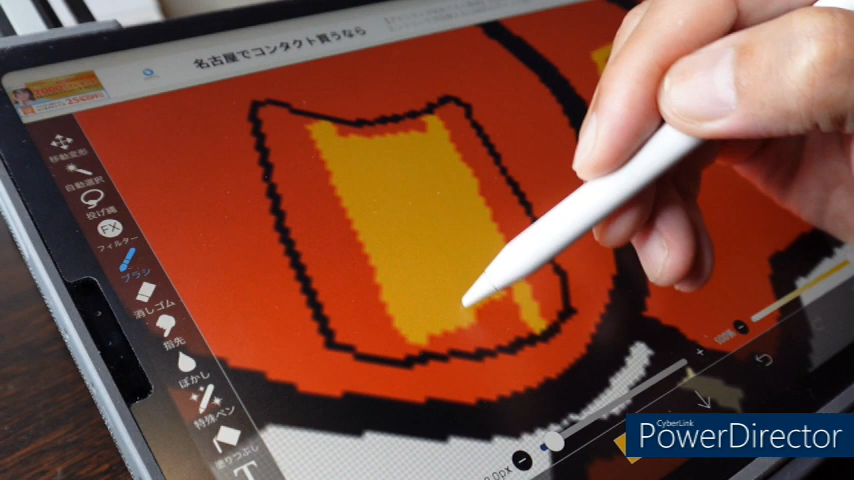 名古屋でコンタクト買うなら
移動変形
自動選択
投げ縄
FX
フィルター
ブラシ
消しゴム
指先
ぼかし
特殊ペン
塗りつぶし
T
CyberLink
PowerDirector